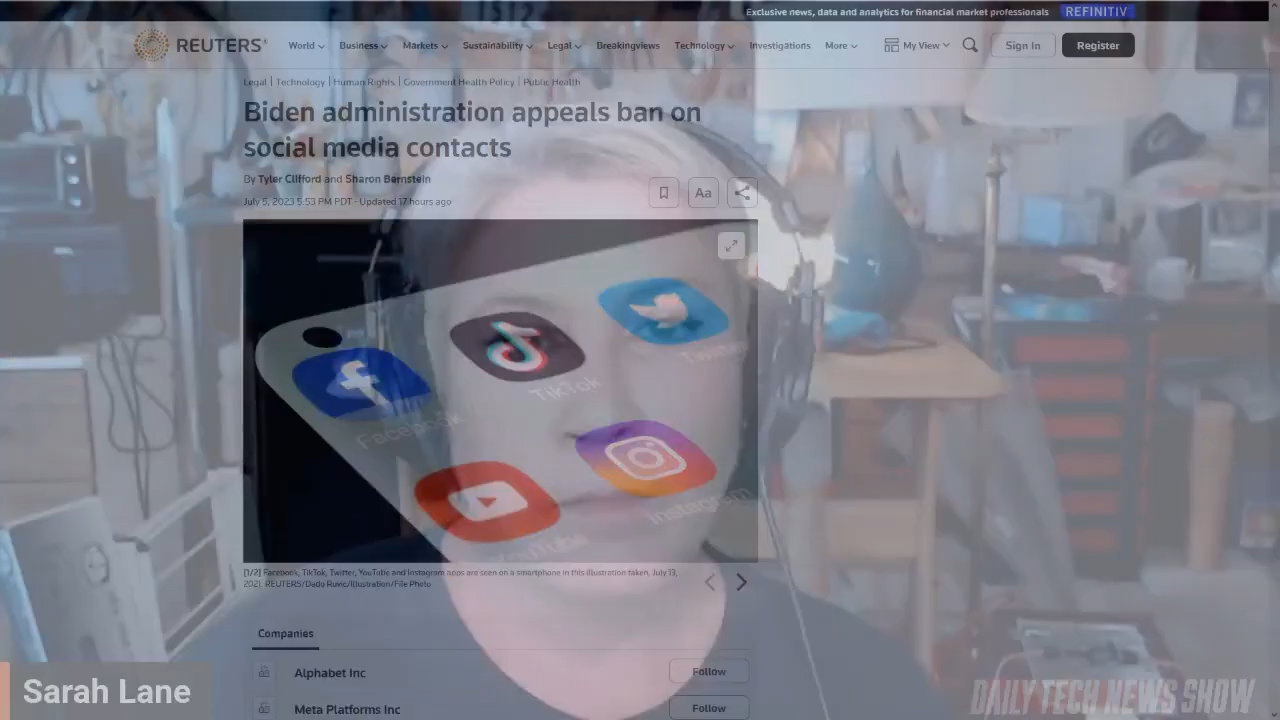 Exclusive news, data and analytics for financial market professionals REFINITIV
REUTERS®
World Business Markets Sustainability Legal Breakingviews Technology Investigations More My View Sign In Register
Legal | Technology | Human Rights | Government Health Policy | Public Health
Biden administration appeals ban on
social media contacts
By Tyler Clifford and Sharon Bernstein
July 5, 2023 5:53 PM PDT · Updated 17 hours ago
Aa
Twitter
TikTok
Facebook
Instagram
YouTube
[1/2] Facebook, TikTok, Twitter, YouTube and Instagram apps are seen on a smartphone in this illustration taken, July 13,
2021. REUTERS/Dado Ruvic/Illustration/File Photo
Companies
Alphabet Inc Follow
Meta Platforms Inc Follow
Sarah Lane
DAILY TECH NEWS SHOW